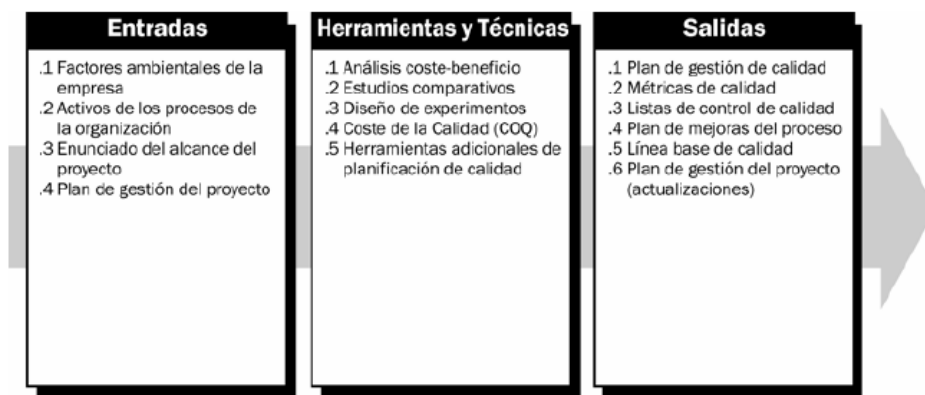 Entradas
.1 Factores ambientales de la
empresa
.2 Activos de los procesos de
la organización
.3 Enunciado del alcance del
proyecto
.4 Plan de gestión del proyecto
Herramientas y Técnicas
.1 Análisis coste-beneficio
.2 Estudios comparativos
.3 Diseño de experimentos
.4 Coste de la Calidad (COQ)
.5 Herramientas adicionales de
planificación de calidad
Salidas
.1 Plan de gestión de calidad
.2 Métricas de calidad
.3 Listas de control de calidad
.4 Plan de mejoras del proceso
.5 Línea base de calidad
.6 Plan de gestión del proyecto
(actualizaciones)